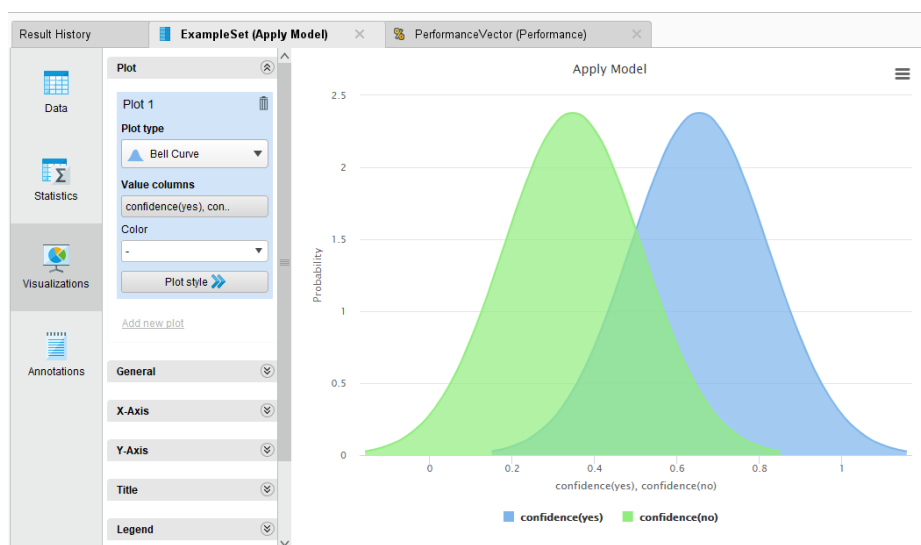 Result History
ExampleSet (Apply Model)
PerformanceVector (Performance)
Data
Statistics
Visualizations
Annotations
Plot
Plot 1
Plot type
Bell Curve
Value columns
confidence(yes), con..
Color
-
Plot style
Add new plot
General
X-Axis
Y-Axis
Title
Legend
Apply Model
2.5
2
1.5
1
0.5
0
Probability
0 0.2 0.4 0.6 0.8 1
confidence(yes), confidence(no)
confidence(yes) confidence(no)